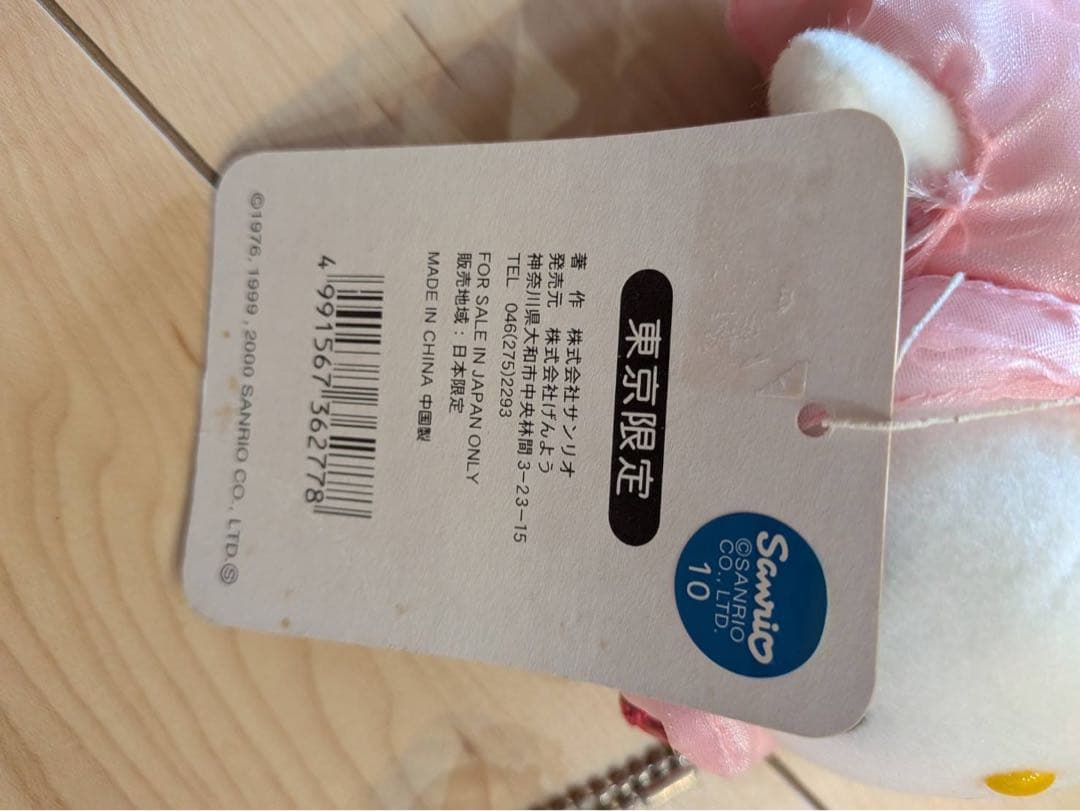 Sanrio
©SANRIO
CO., LTD.
10
東京限定
著　作　株式会社サンリオ
発売元　株式会社げんよう
神奈川県大和市中央林間3-23-15
TEL 046(275)2293
FOR SALE IN JAPAN ONLY
販売地域：日本限定
MADE IN CHINA 中国製
4 991567 362778
©1976, 1999, 2000 SANRIO CO., LTD.Ⓢ